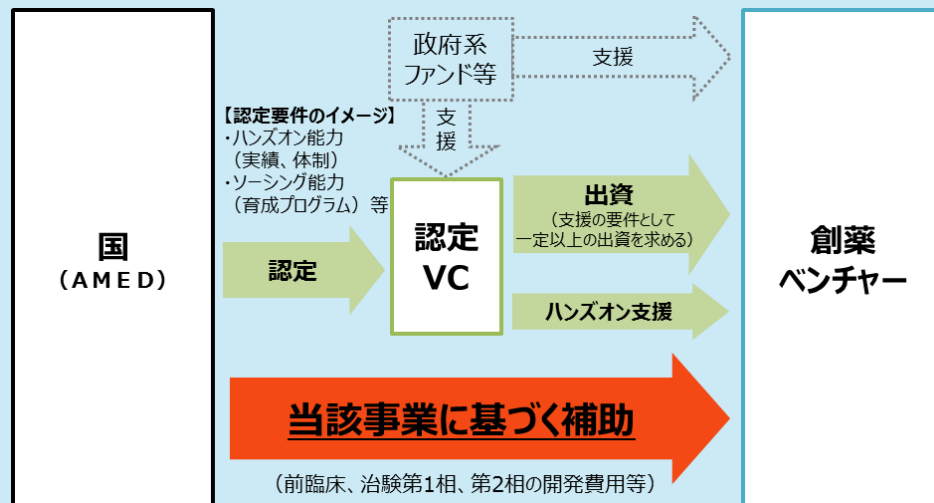 政府系
ファンド等
支援
【認定要件のイメージ】
・ハンズオン能力
（実績、体制）
・ソーシング能力
（育成プログラム）等
支
援
国
（ＡＭＥＤ）
認定
認定
VC
出資
（支援の要件として
一定以上の出資を求める）
ハンズオン支援
創薬
ベンチャー
当該事業に基づく補助
（前臨床、治験第1相、第2相の開発費用等）